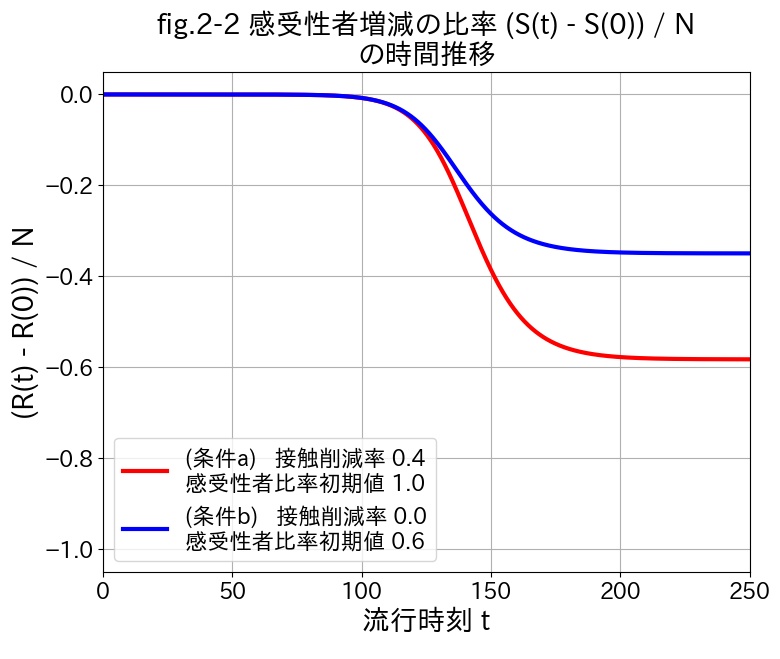 fig.2-2 感受性者増減の比率 (S(t) - S(0)) / N
の時間推移
(R(t) - R(0)) / N
0.0
−0.2
−0.4
−0.6
−0.8
−1.0
(条件a) 接触削減率 0.4
感受性者比率初期値 1.0
(条件b) 接触削減率 0.0
感受性者比率初期値 0.6
0 50 100 150 200 250
流行時刻 t